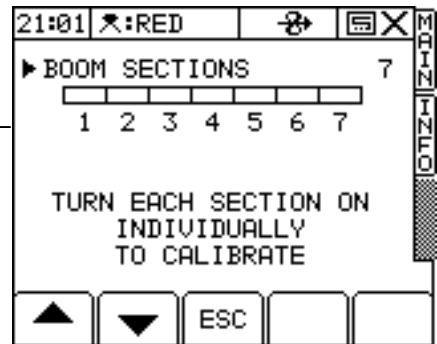 21:01 :RED
BOOM SECTIONS 7
1 2 3 4 5 6 7
TURN EACH SECTION ON
INDIVIDUALLY
TO CALIBRATE
ESC
MAIN
INFO